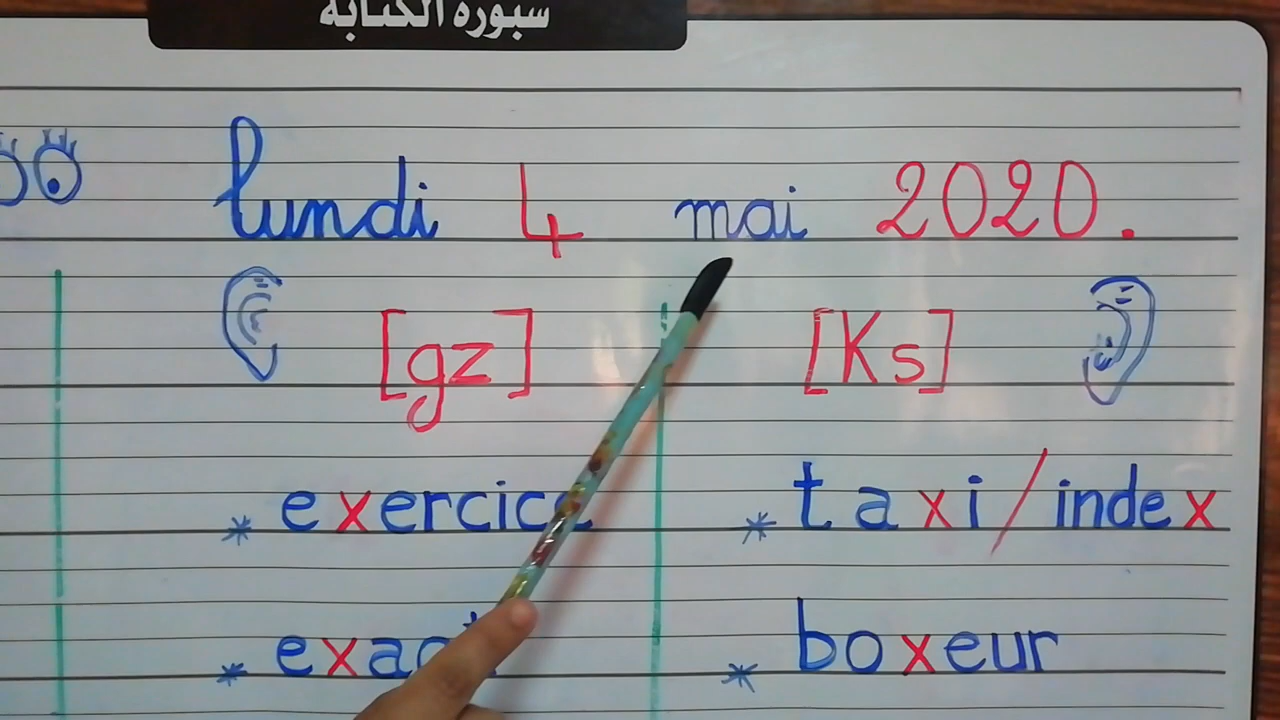 سبورة الكتابة
lundi 4 mai 2020.
[gz] [Ks]
* exercice * taxi / index
* boxeur